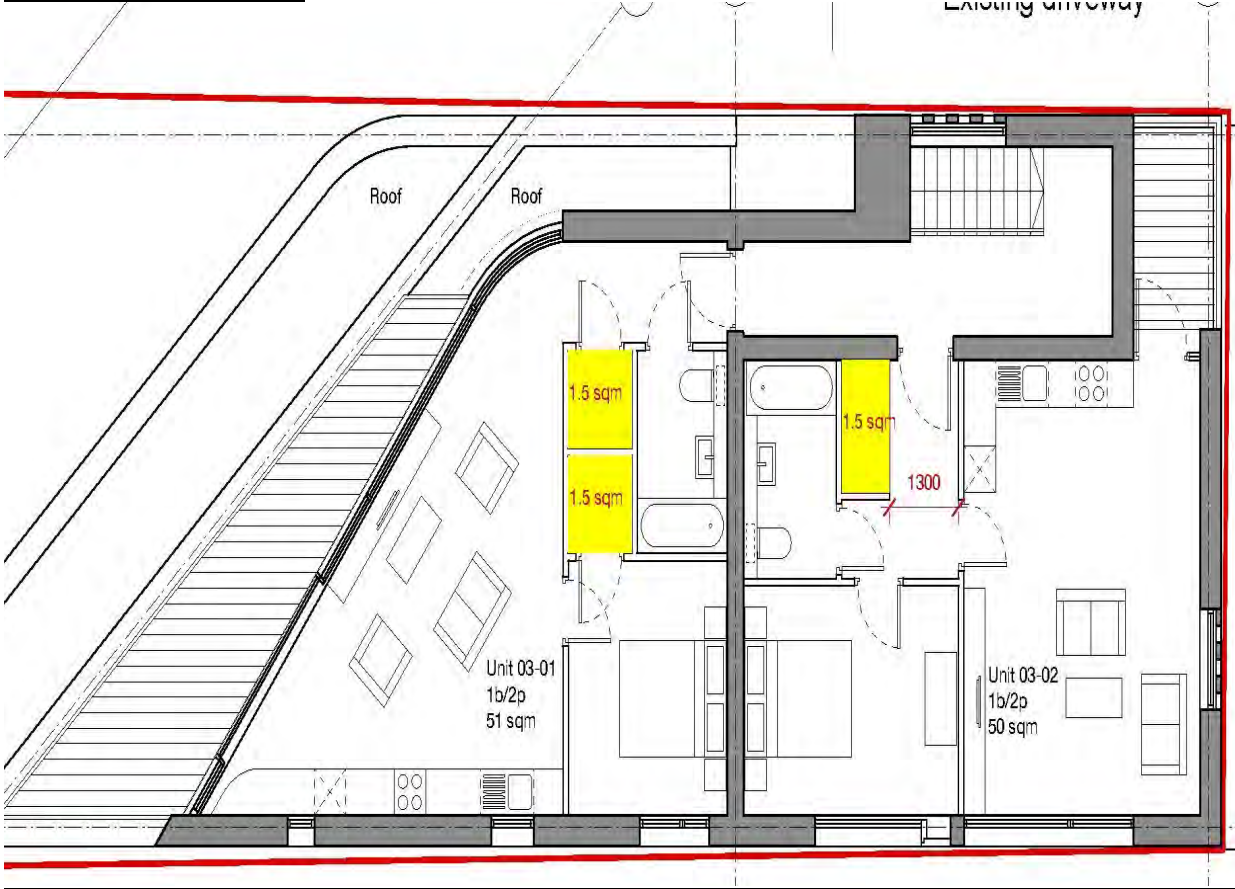 Existing driveway
Roof
Roof
1.5 sqm
1.5 sqm
1.5 sqm
1300
Unit 03-01
1b/2p
51 sqm
Unit 03-02
1b/2p
50 sqm